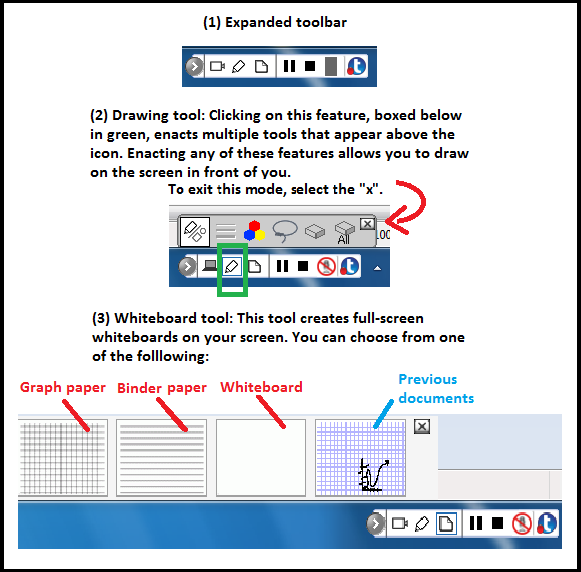 (1) Expanded toolbar
(2) Drawing tool: Clicking on this feature, boxed below
in green, enacts multiple tools that appear above the
icon. Enacting any of these features allows you to draw
on the screen in front of you.
To exit this mode, select the "x".
All
(3) Whiteboard tool: This tool creates full-screen
whiteboards on your screen. You can choose from one
of the folllowing:
Graph paper Binder paper Whiteboard
Previous
documents